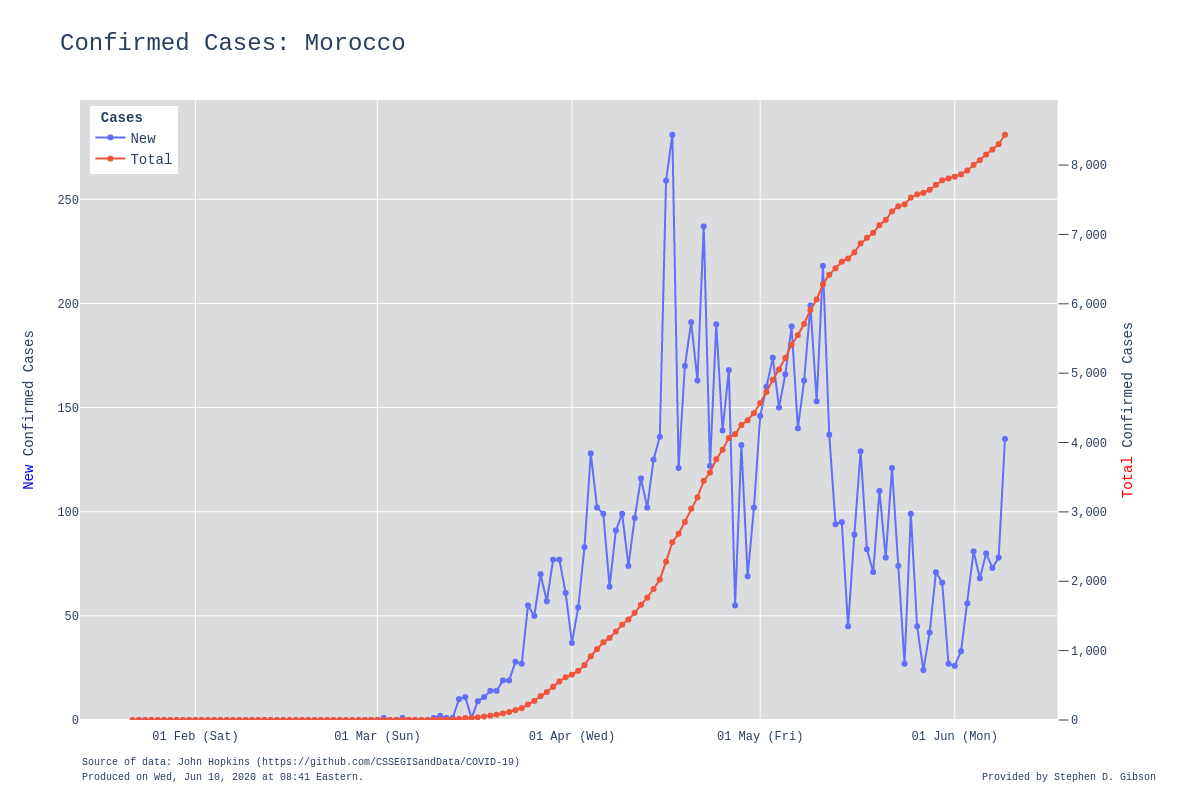 Confirmed Cases: Morocco
Cases
New
Total
250
200
150
100
50
0
8,000
7,000
6,000
5,000
4,000
3,000
2,000
1,000
0
New Confirmed Cases
Total Confirmed Cases
01 Feb (Sat)
01 Mar (Sun)
01 Apr (Wed)
01 May (Fri)
01 Jun (Mon)
Source of data: John Hopkins (https://github.com/CSSEGISandData/COVID-19)
Produced on Wed, Jun 10, 2020 at 08:41 Eastern.
Provided by Stephen D. Gibson